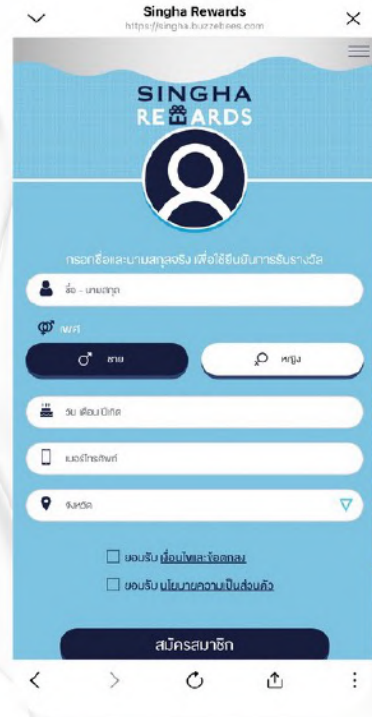 Singha Rewards
https://singha.buzzebees.com
SINGHA
REWARDS
กรอกชื่อและนามสกุลจริง เพื่อใช้ยืนยันการรับรางวัล
ชื่อ - นามสกุล
เพศ
ชาย
หญิง
วัน เดือน ปีเกิด
เบอร์โทรศัพท์
จังหวัด
ยอมรับ เงื่อนไขและข้อตกลง
ยอมรับ นโยบายความเป็นส่วนตัว
สมัครสมาชิก